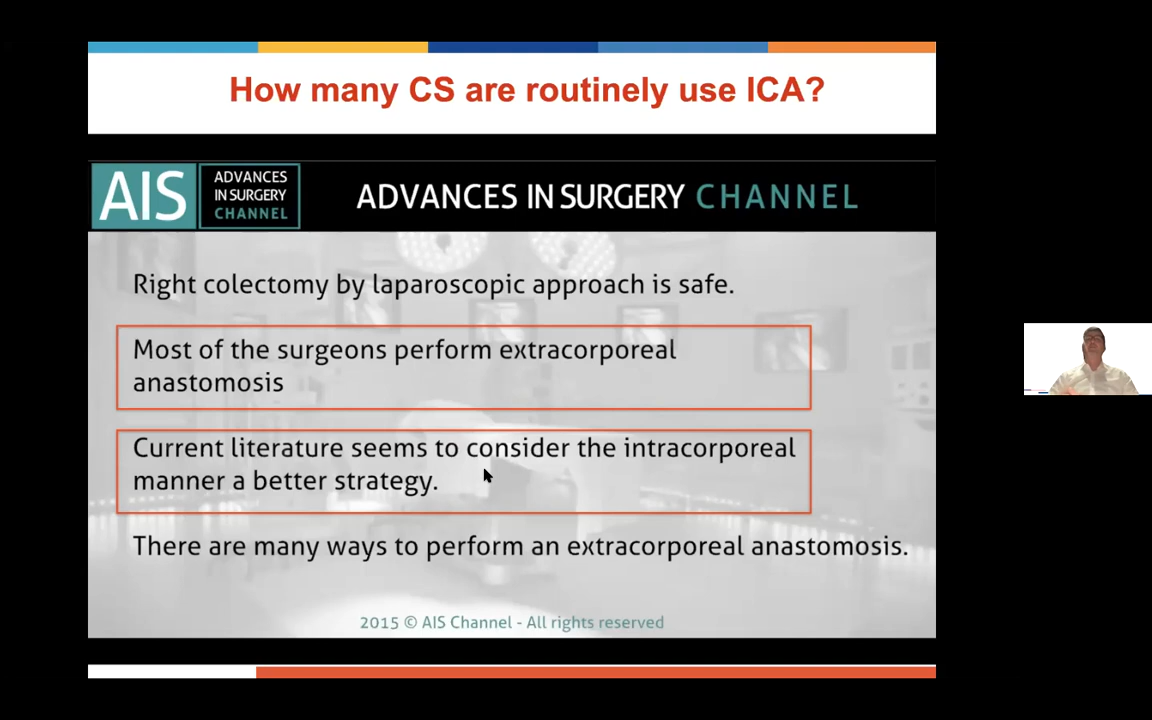 How many CS are routinely use ICA?
AIS
ADVANCES
IN SURGERY
CHANNEL
ADVANCES IN SURGERY CHANNEL
Right colectomy by laparoscopic approach is safe.
Most of the surgeons perform extracorporeal
anastomosis
Current literature seems to consider the intracorporeal
manner a better strategy.
There are many ways to perform an extracorporeal anastomosis.
2015 © AIS Channel - All rights reserved